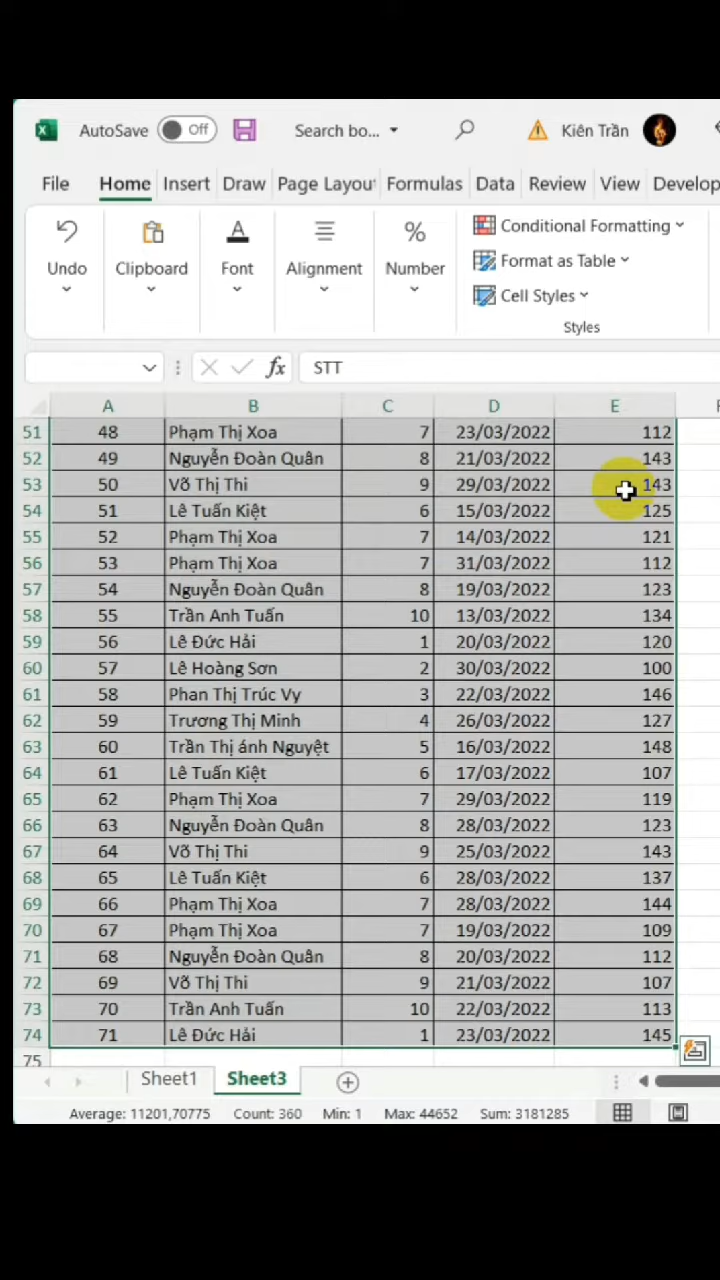 AutoSave Off Search bo... Kiên Trần
File Home Insert Draw Page Layou Formulas Data Review View Develop
Undo Clipboard Font Alignment % Number
Conditional Formatting
Format as Table
Cell Styles
Styles
fx STT
A B C D E
51 48 Phạm Thị Xoa 7 23/03/2022 112
52 49 Nguyễn Đoàn Quân 8 21/03/2022 143
53 50 Võ Thị Thi 9 29/03/2022 143
54 51 Lê Tuấn Kiệt 6 15/03/2022 125
55 52 Phạm Thị Xoa 7 14/03/2022 121
56 53 Phạm Thị Xoa 7 31/03/2022 112
57 54 Nguyễn Đoàn Quân 8 19/03/2022 123
58 55 Trần Anh Tuấn 10 13/03/2022 134
59 56 Lê Đức Hải 1 20/03/2022 120
60 57 Lê Hoàng Sơn 2 30/03/2022 100
61 58 Phan Thị Trúc Vy 3 22/03/2022 146
62 59 Trương Thị Minh 4 26/03/2022 127
63 60 Trần Thị ánh Nguyệt 5 16/03/2022 148
64 61 Lê Tuấn Kiệt 6 17/03/2022 107
65 62 Phạm Thị Xoa 7 29/03/2022 119
66 63 Nguyễn Đoàn Quân 8 28/03/2022 123
67 64 Võ Thị Thi 9 25/03/2022 143
68 65 Lê Tuấn Kiệt 6 28/03/2022 137
69 66 Phạm Thị Xoa 7 28/03/2022 144
70 67 Phạm Thị Xoa 7 19/03/2022 109
71 68 Nguyễn Đoàn Quân 8 20/03/2022 112
72 69 Võ Thị Thi 9 21/03/2022 107
73 70 Trần Anh Tuấn 10 22/03/2022 113
74 71 Lê Đức Hải 1 23/03/2022 145
75
Sheet1 Sheet3
Average: 11201,70775 Count: 360 Min: 1 Max: 44652 Sum: 3181285